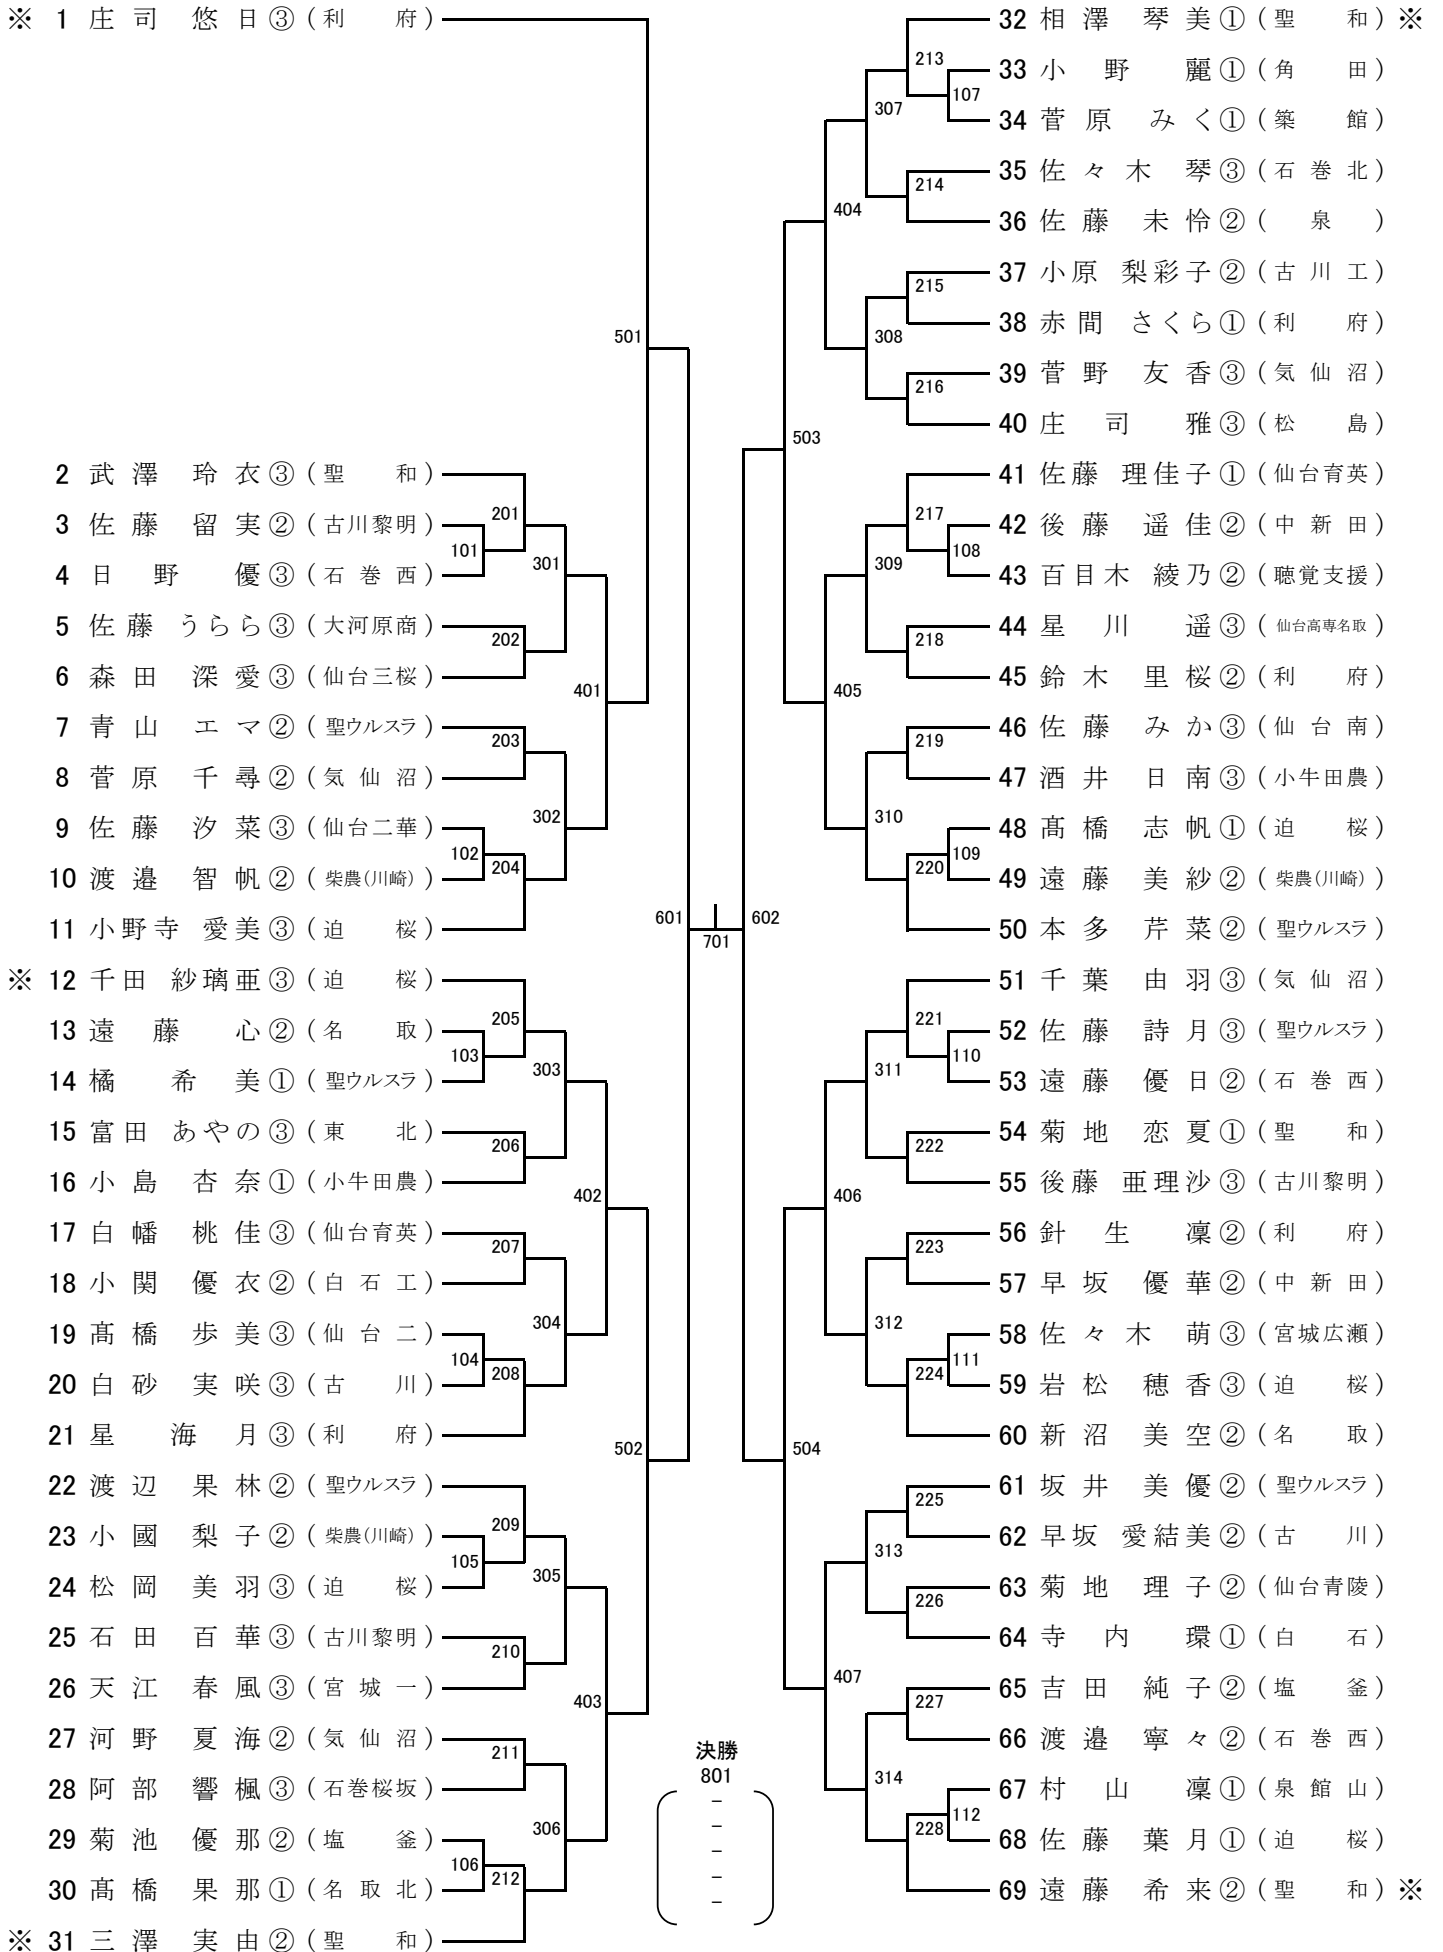 ※ 1 庄司 悠日③(利府)
2 武澤 玲衣③(聖和)
3 佐藤 留実②(古川黎明)
4 日野 優③(石巻西)
5 佐藤 うらら③(大河原商)
6 森田 深愛③(仙台三桜)
7 青山 エマ②(聖ウルスラ)
8 菅原 千尋②(気仙沼)
9 佐藤 汐菜③(仙台二華)
10 渡邉 智帆②(柴農(川崎))
11 小野寺 愛美③(迫桜)
※ 12 千田 紗璃亜③(迫桜)
13 遠藤 心②(名取)
14 橘 希美①(聖ウルスラ)
15 富田 あやの③(東北)
16 小島 杏奈①(小牛田農)
17 白幡 桃佳③(仙台育英)
18 小関 優衣②(白石工)
19 髙橋 歩美③(仙台二)
20 白砂 実咲③(古川)
21 星 海月③(利府)
22 渡辺 果林②(聖ウルスラ)
23 小國 梨子②(柴農(川崎))
24 松岡 美羽③(迫桜)
25 石田 百華③(古川黎明)
26 天江 春風③(宮城一)
27 河野 夏海②(気仙沼)
28 阿部 響楓③(石巻桜坂)
29 菊池 優那②(塩釜)
30 髙橋 果那①(名取北)
※ 31 三澤 実由②(聖和)
101
102
103
104
105
106
201
202
203
204
205
206
207
208
209
210
211
212
301
302
303
304
305
306
401
402
403
501
502
601
701
602
決勝
801
–
–
–
–
–
503
504
404
405
406
407
307
308
309
310
311
312
313
314
213
214
215
216
217
218
219
220
221
222
223
224
225
226
227
228
107
108
109
110
111
112
32 相澤 琴美①(聖和)※
33 小野 麗①(角田)
34 菅原 みく①(築館)
35 佐々木 琴③(石巻北)
36 佐藤 未怜②(泉)
37 小原 梨彩子②(古川工)
38 赤間 さくら①(利府)
39 菅野 友香③(気仙沼)
40 庄司 雅③(松島)
41 佐藤 理佳子①(仙台育英)
42 後藤 遥佳②(中新田)
43 百目木 綾乃②(聴覚支援)
44 星川 遥③(仙台高専名取)
45 鈴木 里桜②(利府)
46 佐藤 みか③(仙台南)
47 酒井 日南③(小牛田農)
48 髙橋 志帆①(迫桜)
49 遠藤 美紗②(柴農(川崎))
50 本多 芹菜②(聖ウルスラ)
51 千葉 由羽③(気仙沼)
52 佐藤 詩月③(聖ウルスラ)
53 遠藤 優日②(石巻西)
54 菊地 恋夏①(聖和)
55 後藤 亜理沙③(古川黎明)
56 針生 凜②(利府)
57 早坂 優華②(中新田)
58 佐々木 萌③(宮城広瀬)
59 岩松 穂香③(迫桜)
60 新沼 美空②(名取)
61 坂井 美優②(聖ウルスラ)
62 早坂 愛結美②(古川)
63 菊地 理子②(仙台青陵)
64 寺内 環①(白石)
65 吉田 純子②(塩釜)
66 渡邉 寧々②(石巻西)
67 村山 凜①(泉館山)
68 佐藤 葉月①(迫桜)
69 遠藤 希来②(聖和)※